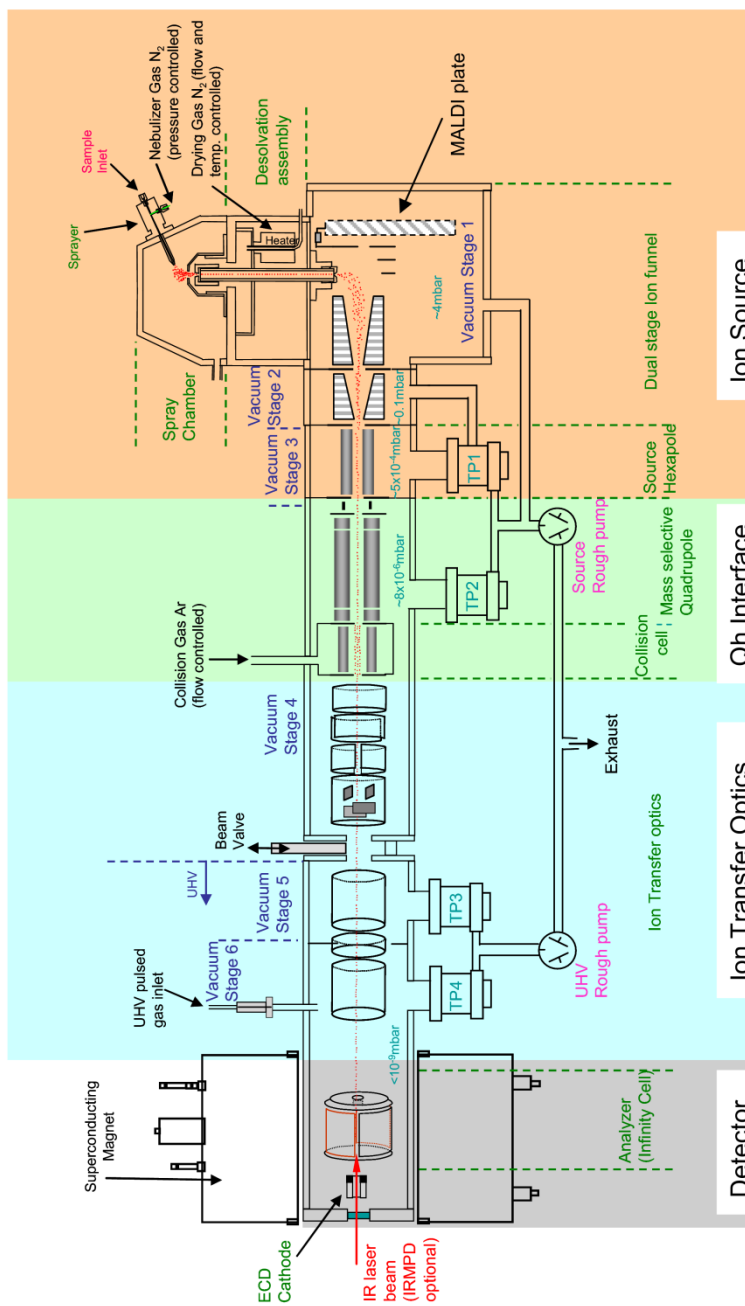 Superconducting
Magnet
UHV pulsed
gas inlet
Beam
Valve
Collision Gas Ar
(flow controlled)
Sprayer
Sample
Inlet
Nebulizer Gas N2
(pressure controlled)
Drying Gas N2 (flow and
temp. controlled)
Spray
Chamber
Desolvation
assembly
Heater
UHV
Vacuum
Stage 6
Vacuum
Stage 5
Vacuum
Stage 4
Vacuum
Stage 3
Vacuum
Stage 2
Vacuum Stage 1
MALDI plate
ECD
Cathode
IR laser
beam
(IRMPD
optional)
<10-9mbar
~8x10-6mbar
~5x10-4mbar
~0.1mbar
~4mbar
TP4
TP3
TP2
TP1
UHV
Rough pump
Source
Rough pump
Exhaust
Analyzer
(Infinity Cell)
Ion Transfer optics
Collision
cell
Mass selective
Quadrupole
Source
Hexapole
Dual stage Ion funnel
Detector
Ion Transfer Optics
Qh Interface
Ion Source